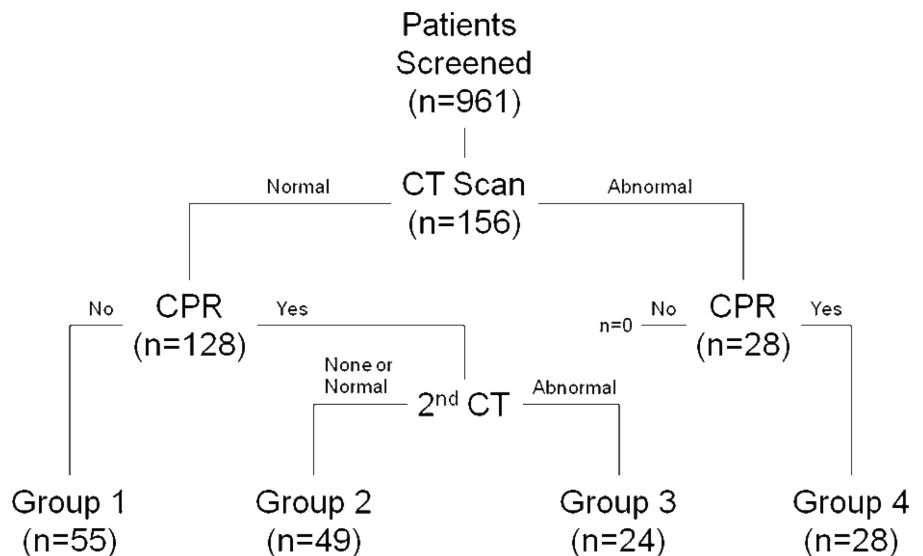 Patients
Screened
(n=961)
Normal
CT Scan
(n=156)
Abnormal
No
CPR
(n=128)
Yes
n=0
No
CPR
(n=28)
Yes
None or
Normal
2nd CT
Abnormal
Group 1
(n=55)
Group 2
(n=49)
Group 3
(n=24)
Group 4
(n=28)